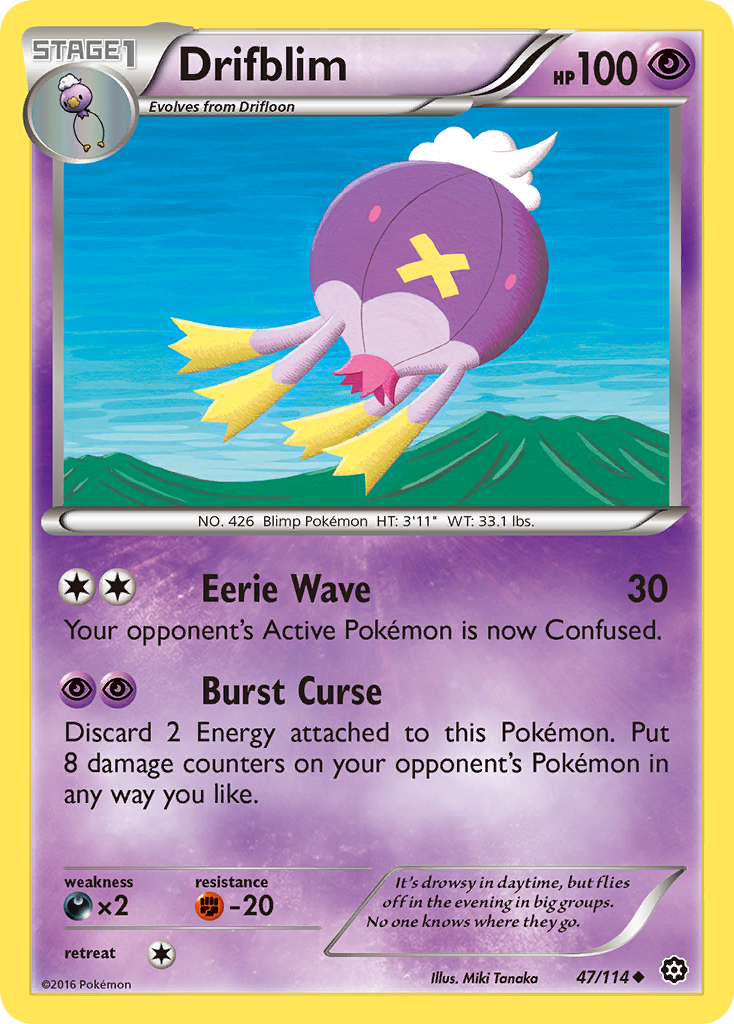 STAGE1
Drifblim
HP100
Evolves from Drifloon
NO. 426 Blimp Pokémon HT: 3'11" WT: 33.1 lbs.
Eerie Wave 30
Your opponent's Active Pokémon is now Confused.
Burst Curse
Discard 2 Energy attached to this Pokémon. Put
8 damage counters on your opponent's Pokémon in
any way you like.
weakness resistance
×2 -20
retreat
It's drowsy in daytime, but flies
off in the evening in big groups.
No one knows where they go.
©2016 Pokémon
Illus. Miki Tanaka 47/114